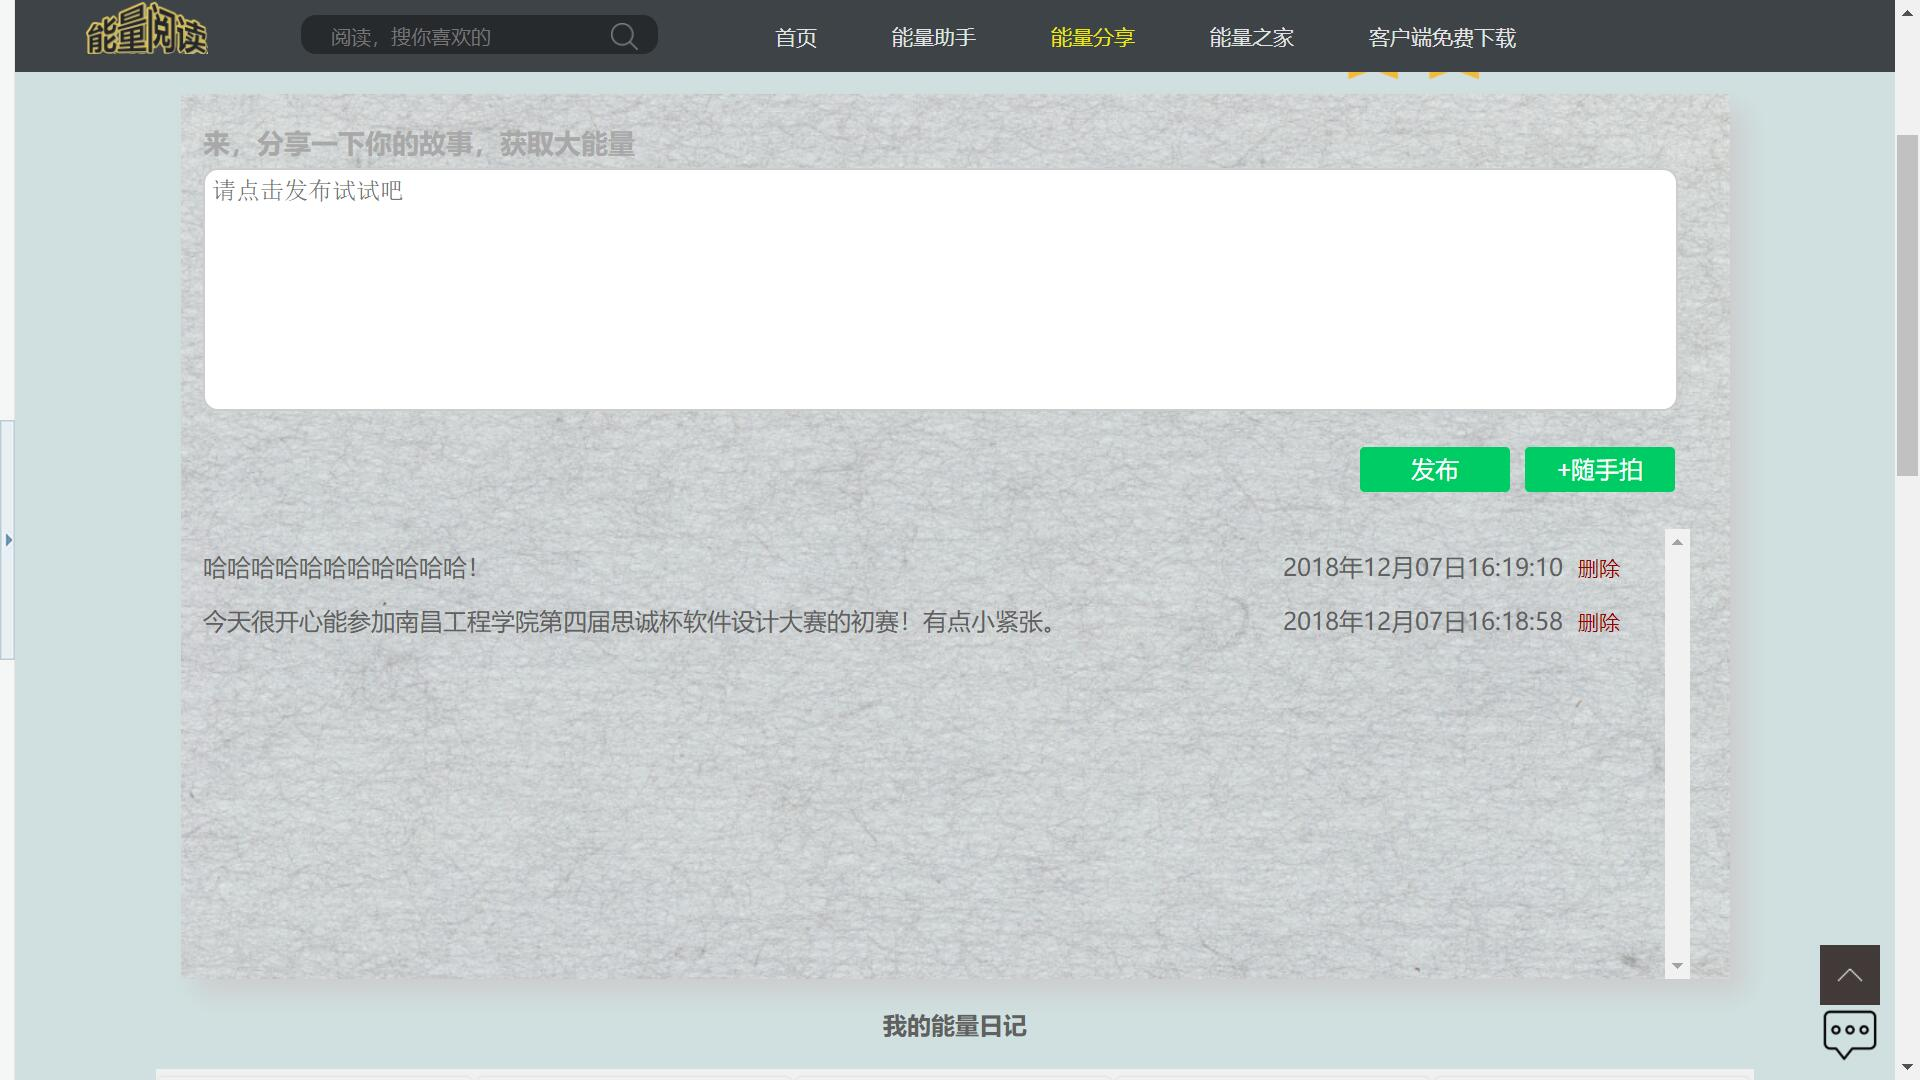 能量阅读
阅读，搜你喜欢的
首页 能量助手 能量分享 能量之家 客户端免费下载
来，分享一下你的故事，获取大能量
请点击发布试试吧
发布 +随手拍
哈哈哈哈哈哈哈哈哈哈哈！ 2018年12月07日16:19:10 删除
今天很开心能参加南昌工程学院第四届思诚杯软件设计大赛的初赛！有点小紧张。 2018年12月07日16:18:58 删除
我的能量日记